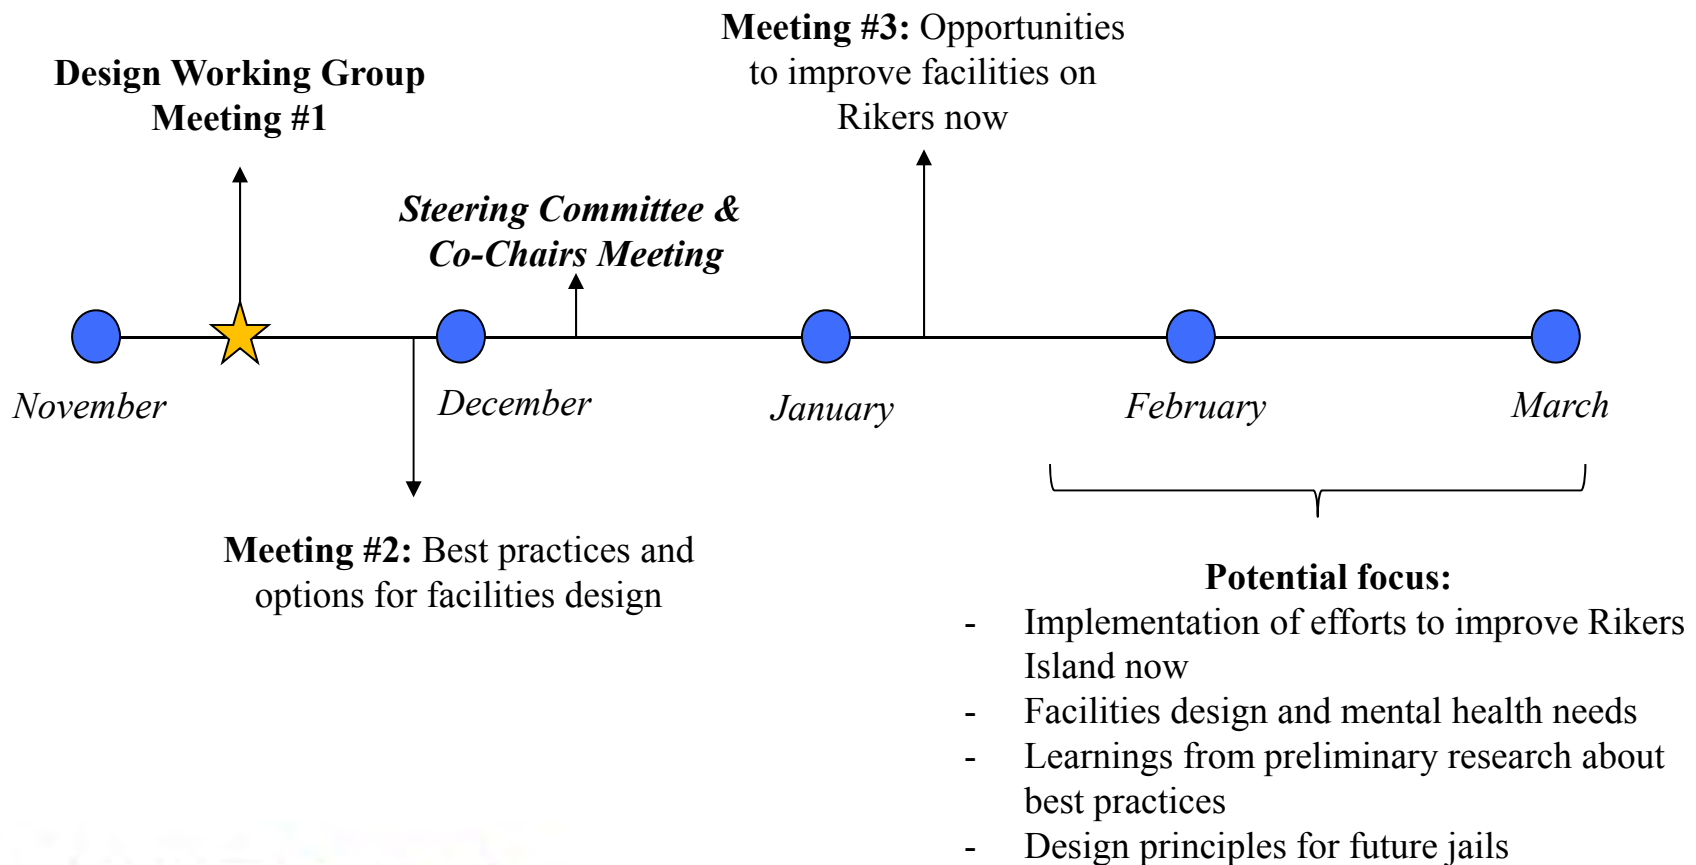 Design Working Group
Meeting #1
Steering Committee &
Co-Chairs Meeting
Meeting #3: Opportunities
to improve facilities on
Rikers now
November
December
January
February
March
Meeting #2: Best practices and
options for facilities design
Potential focus:
- Implementation of efforts to improve Rikers
Island now
- Facilities design and mental health needs
- Learnings from preliminary research about
best practices
- Design principles for future jails